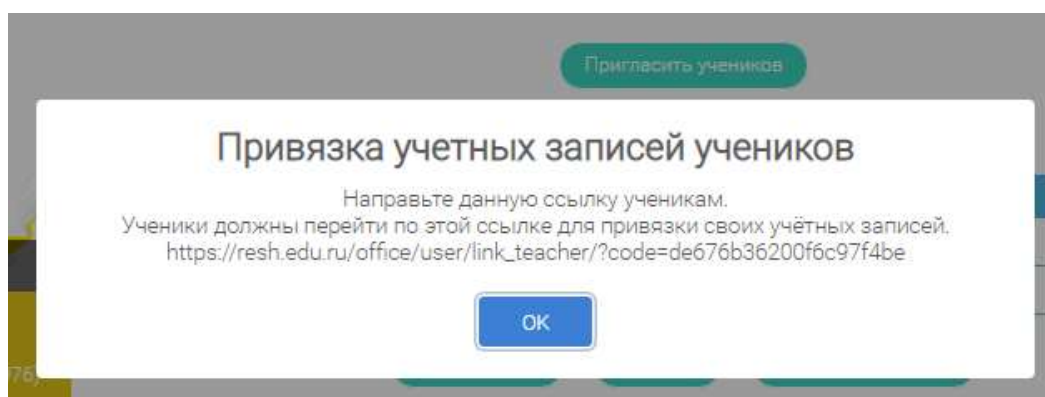 Пригласить учеников
Привязка учетных записей учеников
Направьте данную ссылку ученикам.
Ученики должны перейти по этой ссылке для привязки своих учётных записей.
https://resh.edu.ru/office/user/link_teacher/?code=de676b36200f6c97f4be
ОК